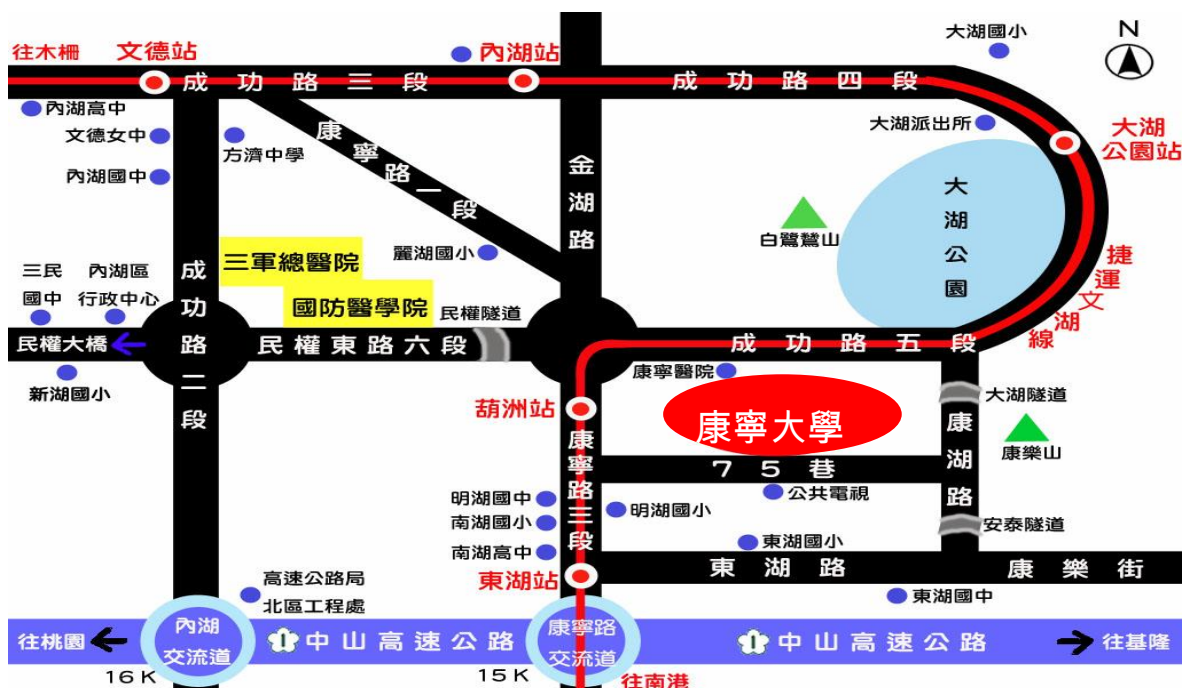 大湖國小
N
往木柵
文德站
內湖站
成功路三段
成功路四段
內湖高中
文德女中
方濟中學
康寧路一段
金湖路
大湖派出所
大湖
公園站
內湖國中
大湖公園
白鷺鷥山
三軍總醫院
麗湖國小
捷運文湖線
三民
國中
內湖區
行政中心
成功路二段
國防醫學院
民權隧道
民權大橋
民權東路六段
成功路五段
新湖國小
康寧醫院
葫洲站
康寧大學
大湖隧道
康湖路
康樂山
康寧路三段
75巷
明湖國中
公共電視
南湖國小
明湖國小
安泰隧道
南湖高中
東湖國小
東湖站
東湖路
康樂街
高速公路局
北區工程處
東湖國中
往桃園
內湖
交流道
1
中山高速公路
康寧路
交流道
1
中山高速公路
往基隆
16K
15K
往南港